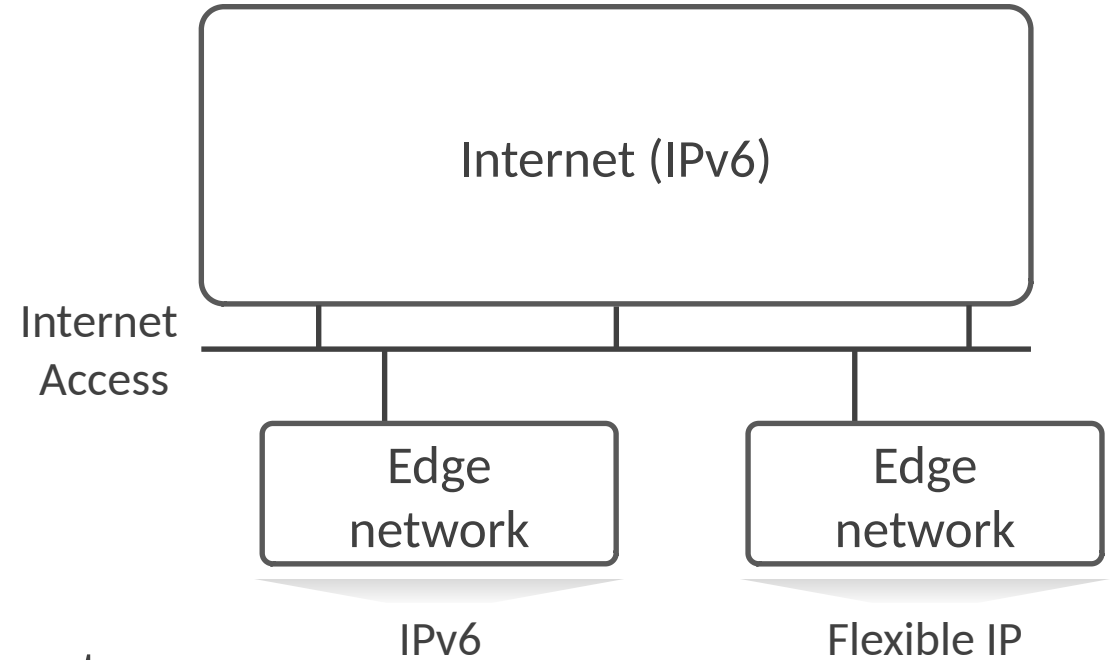 Internet (IPv6)
Internet
Access
Edge
network
Edge
network
IPv6
Flexible IP